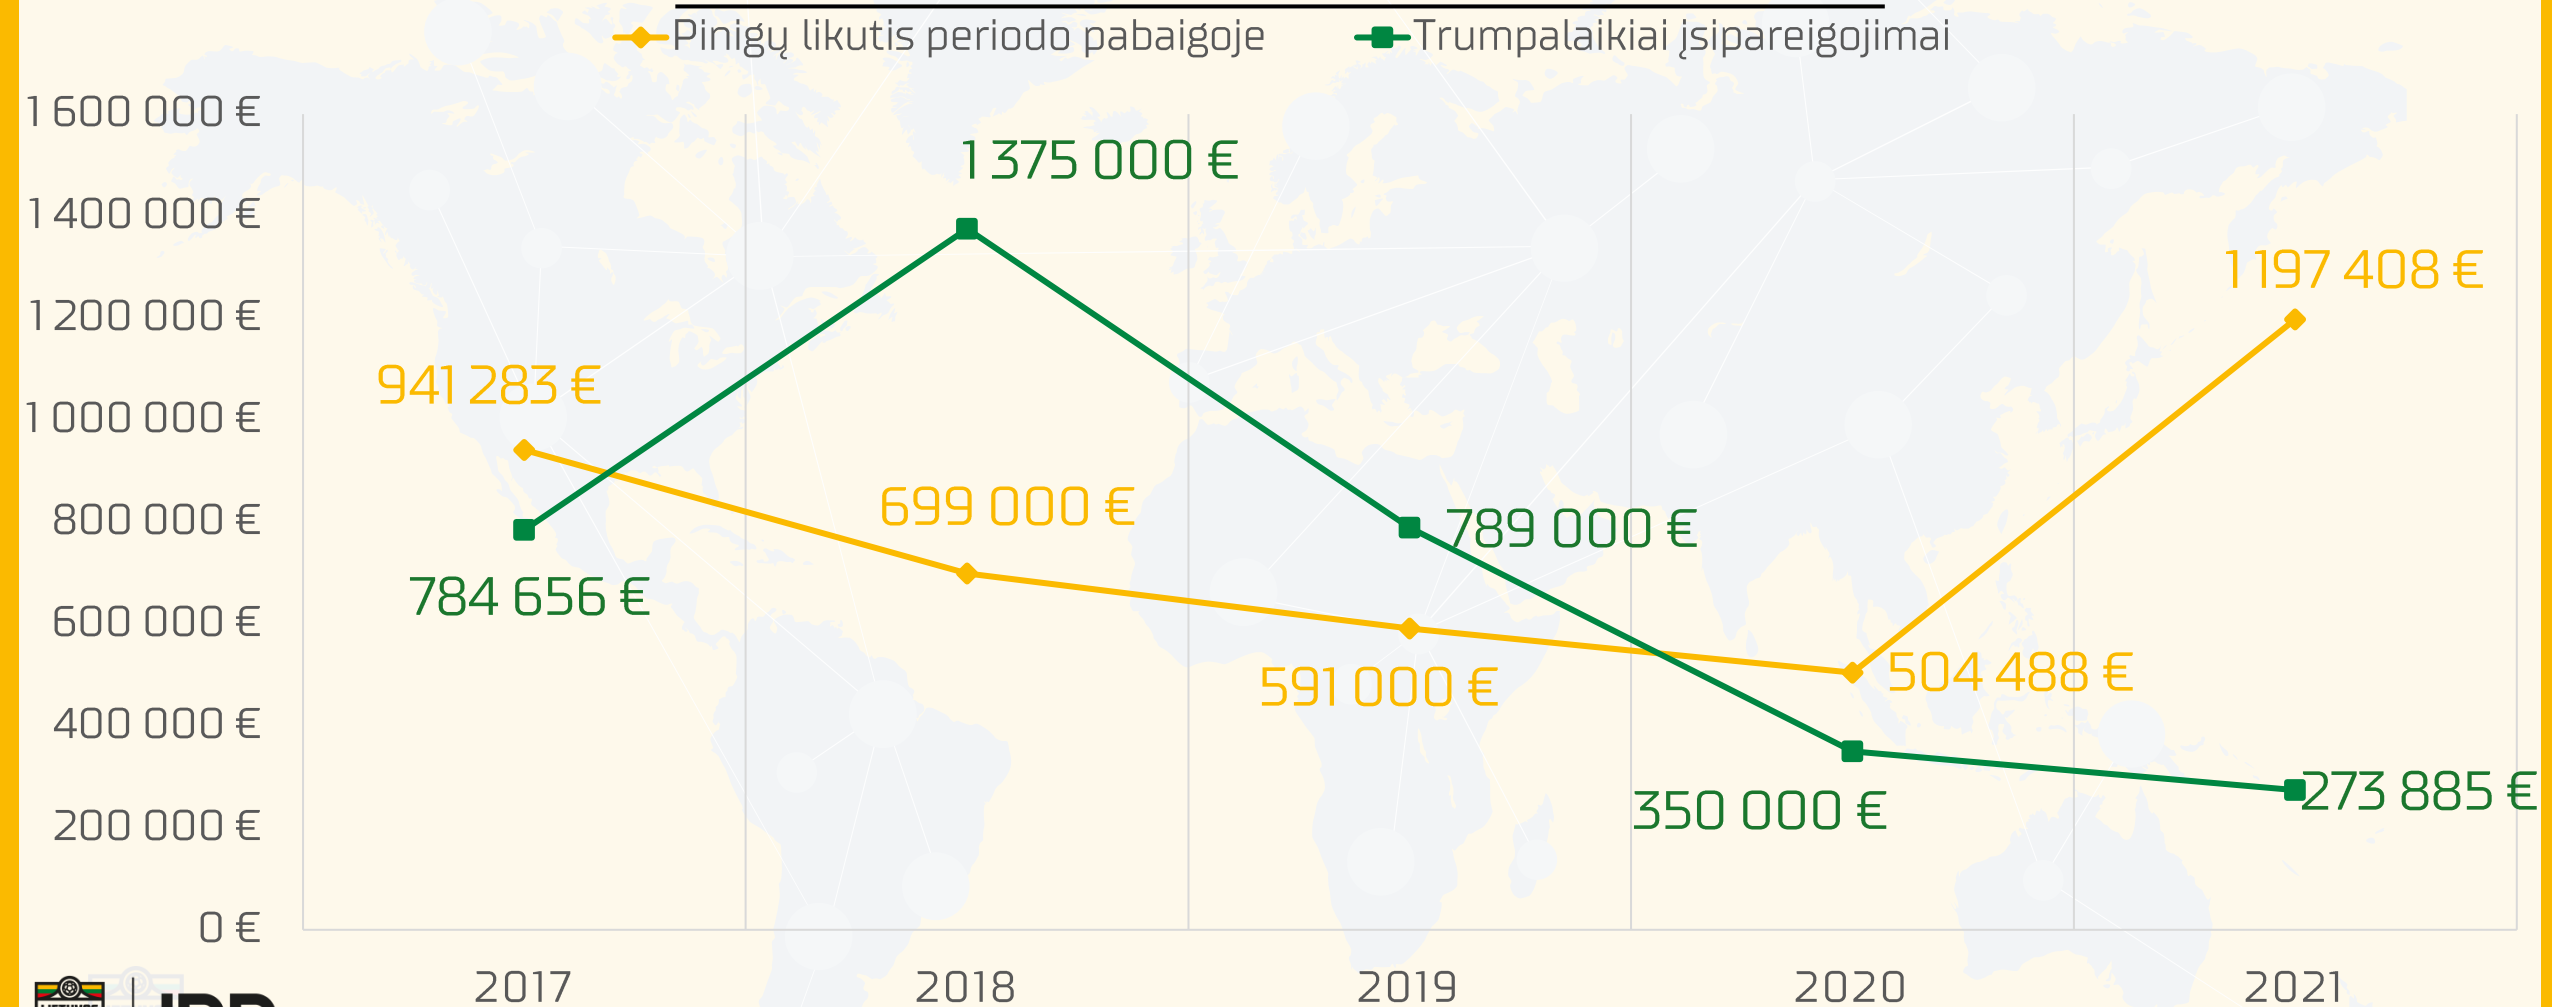 Pinigų likutis periodo pabaigoje Trumpalaikiai įsipareigojimai
1 600 000 €
1 375 000 €
1 400 000 €
1 197 408 €
1 200 000 €
941 283 €
1 000 000 €
699 000 €
800 000 €
789 000 €
784 656 €
600 000 €
591 000 €
504 488 €
400 000 €
350 000 €
273 885 €
200 000 €
0 €
2017 2018 2019 2020 2021